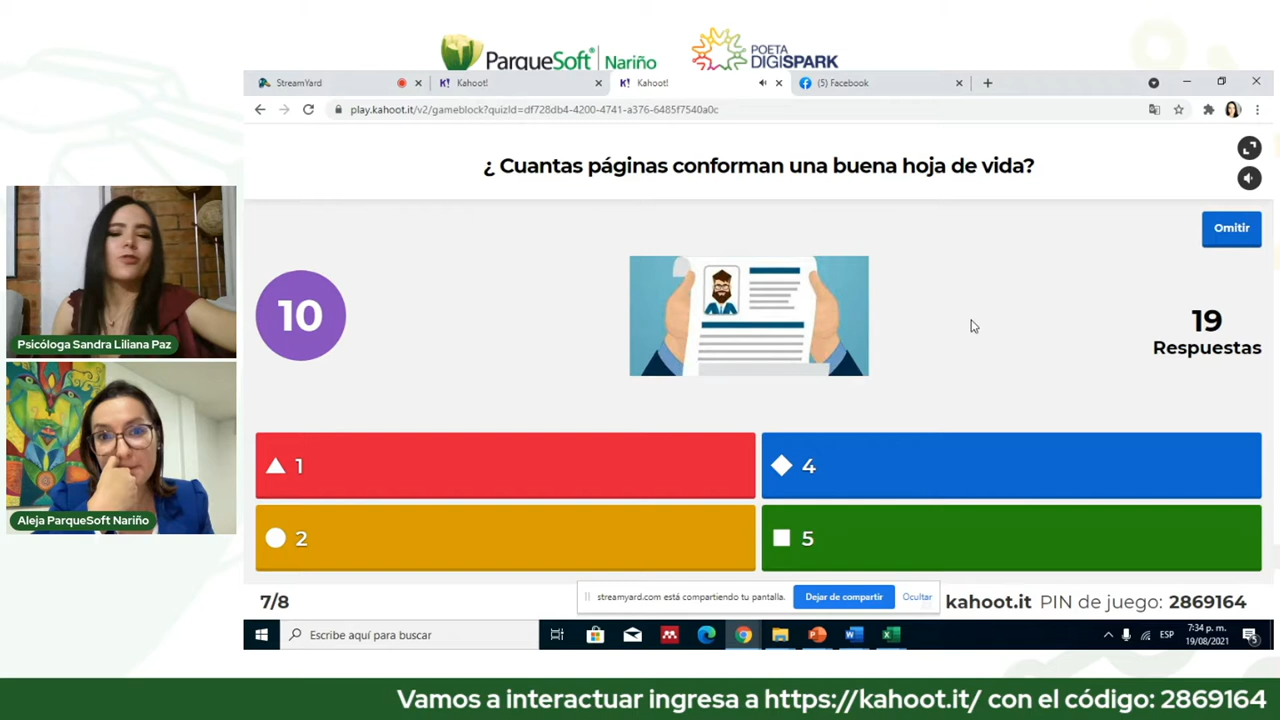 ParqueSoft Nariño
POETA
DIGISPARK
StreamYard
Kahoot!
Kahoot!
(5) Facebook
play.kahoot.it/v2/gameblock?quizId=df728db4-4200-4741-a376-6485f7540a0c
¿ Cuantas páginas conforman una buena hoja de vida?
Omitir
10
19
Respuestas
Psicóloga Sandra Liliana Paz
Aleja ParqueSoft Nariño
1
4
2
5
7/8
streamyard.com está compartiendo tu pantalla.
Dejar de compartir
Ocultar
kahoot.it PIN de juego: 2869164
Escribe aquí para buscar
ESP
7:34 p. m.
19/08/2021
5
Vamos a interactuar ingresa a https://kahoot.it/ con el código: 2869164